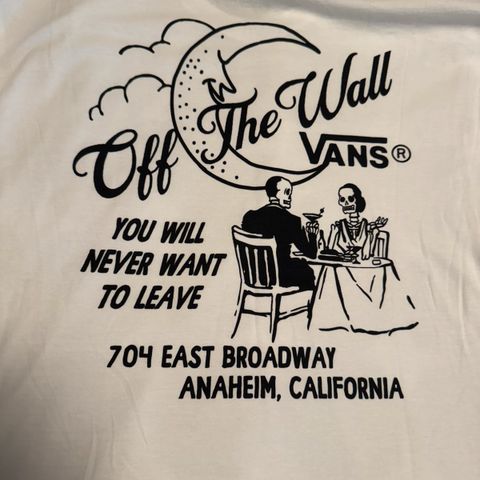 Off The Wall
VANS®
YOU WILL
NEVER WANT
TO LEAVE
704 EAST BROADWAY
ANAHEIM, CALIFORNIA